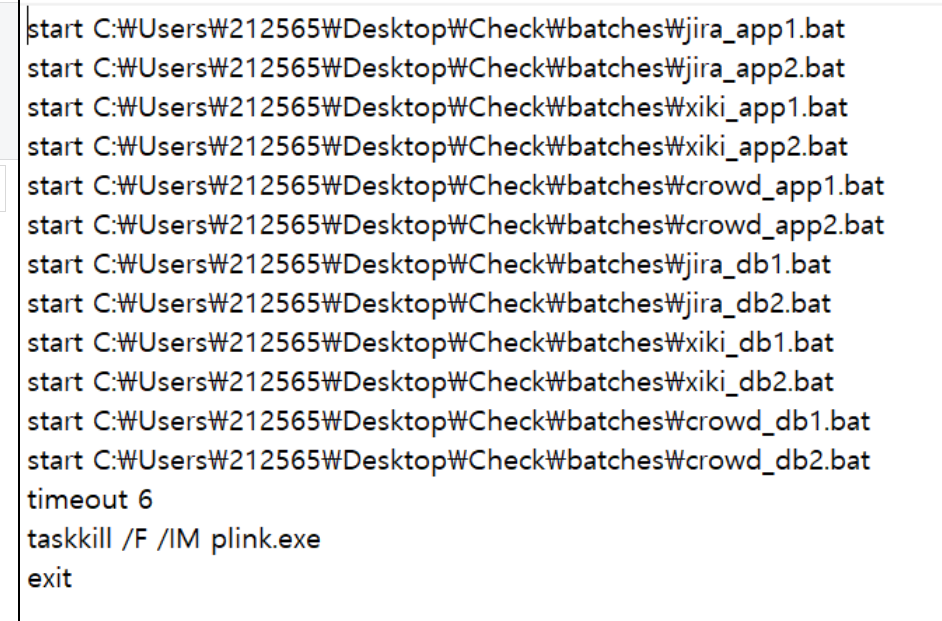 start C:₩Users₩212565₩Desktop₩Check₩batches₩jira_app1.bat
start C:₩Users₩212565₩Desktop₩Check₩batches₩jira_app2.bat
start C:₩Users₩212565₩Desktop₩Check₩batches₩xiki_app1.bat
start C:₩Users₩212565₩Desktop₩Check₩batches₩xiki_app2.bat
start C:₩Users₩212565₩Desktop₩Check₩batches₩crowd_app1.bat
start C:₩Users₩212565₩Desktop₩Check₩batches₩crowd_app2.bat
start C:₩Users₩212565₩Desktop₩Check₩batches₩jira_db1.bat
start C:₩Users₩212565₩Desktop₩Check₩batches₩jira_db2.bat
start C:₩Users₩212565₩Desktop₩Check₩batches₩xiki_db1.bat
start C:₩Users₩212565₩Desktop₩Check₩batches₩xiki_db2.bat
start C:₩Users₩212565₩Desktop₩Check₩batches₩crowd_db1.bat
start C:₩Users₩212565₩Desktop₩Check₩batches₩crowd_db2.bat
timeout 6
taskkill /F /IM plink.exe
exit